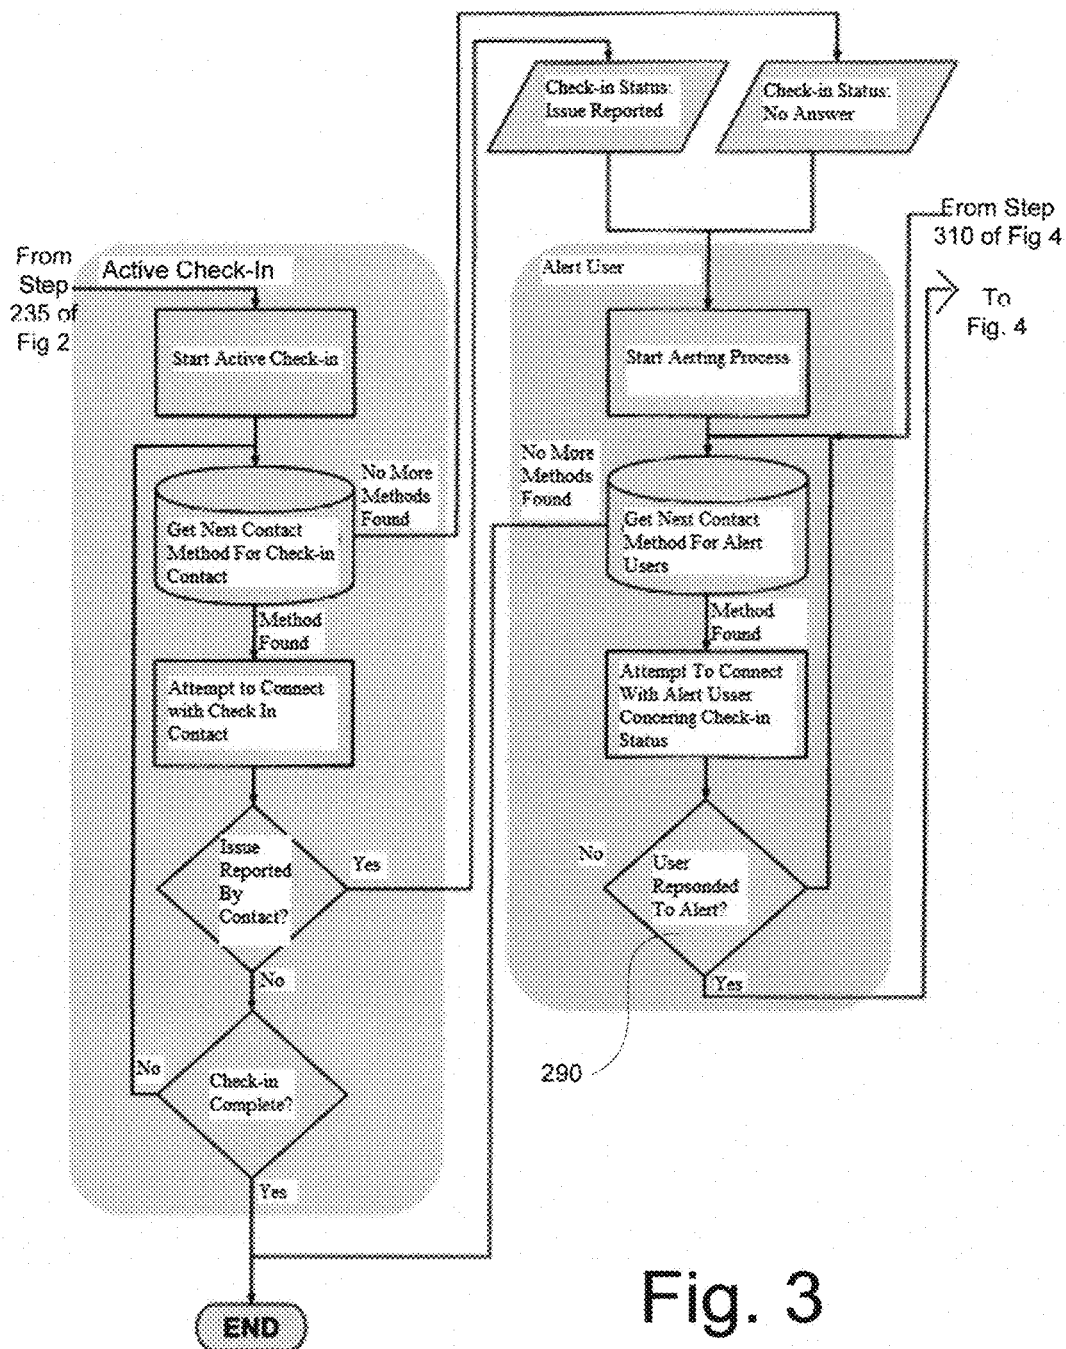 Check-in Status:
Issue Reported
Check-in Status:
No Answer
From Step
310 of Fig 4
To
Fig. 4
From
Step
235 of
Fig 2
Active Check-In
Start Active Check-in
No More
Methods
Found
Get Next Contact
Method For Check-in
Contact
Method
Found
Attempt to Connect
with Check In
Contact
Issue
Reported
By
Contact?
Yes
No
Check-in
Complete?
No
Yes
END
Alert User
Start Aerting Process
No More
Methods
Found
Get Next Contact
Method For Alert
Users
Method
Found
Attempt To Connect
With Alert Usser
Concering Check-in
Status
No
User
Repsonded
To Alert?
Yes
290
Fig. 3